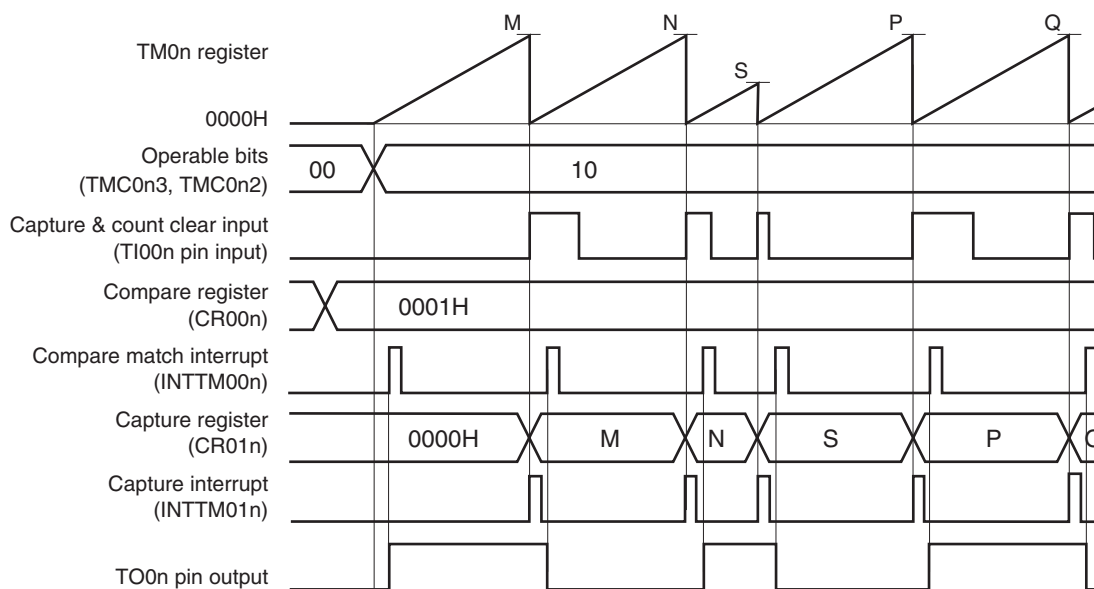 M N S P Q
TM0n register
0000H
Operable bits
(TMC0n3, TMC0n2)
00 10
Capture & count clear input
(TI00n pin input)
Compare register
(CR00n)
0001H
Compare match interrupt
(INTTM00n)
Capture register
(CR01n)
0000H M N S P
Capture interrupt
(INTTM01n)
TO0n pin output